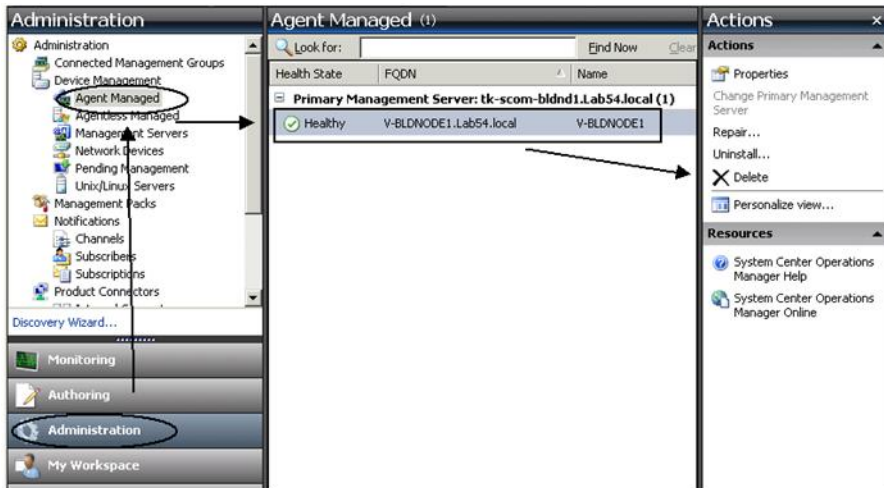 Administration
Administration
Connected Management Groups
Device Management
Agent Managed
Agentless Managed
Management Servers
Network Devices
Pending Management
Unix/Linux Servers
Management Packs
Notifications
Channels
Subscribers
Subscriptions
Product Connectors
Discovery Wizard...
Monitoring
Authoring
Administration
My Workspace
Agent Managed (1)
Look for:
Find Now
Clear
Health State FQDN Name
Primary Management Server: tk-scom-bldnd1.Lab54.local (1)
Healthy V-BLDNODE1.Lab54.local V-BLDNODE1
Actions
Actions
Properties
Change Primary Management
Server
Repair...
Uninstall...
Delete
Personalize view...
Resources
System Center Operations
Manager Help
System Center Operations
Manager Online